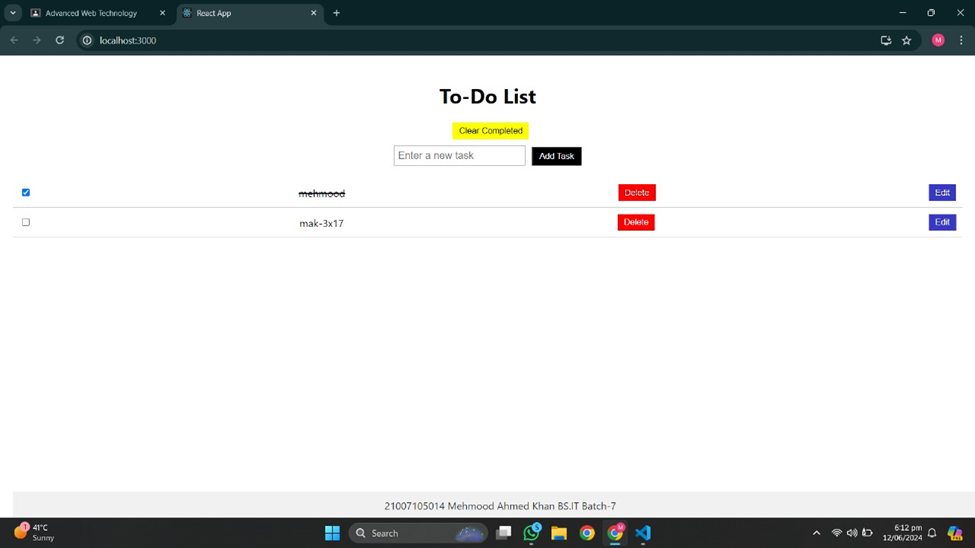 Advanced Web Technology
React App
localhost:3000
M
To-Do List
Clear Completed
Enter a new task
Add Task
mehmood
Delete
Edit
mak-3x17
Delete
Edit
21007105014 Mehmood Ahmed Khan BS.IT Batch-7
1
41°C
Sunny
Search
5
M
6:12 pm
12/06/2024